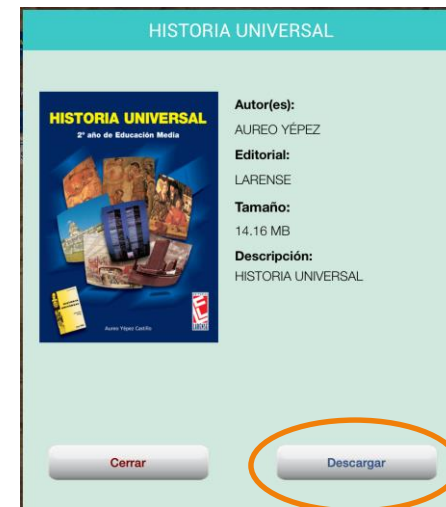 HISTORIA UNIVERSAL
HISTORIA UNIVERSAL
2º año de Educación Media
Aureo Yépez Castillo
LARENSE
Autor(es):
AUREO YÉPEZ
Editorial:
LARENSE
Tamaño:
14.16 MB
Descripción:
HISTORIA UNIVERSAL
Cerrar
Descargar